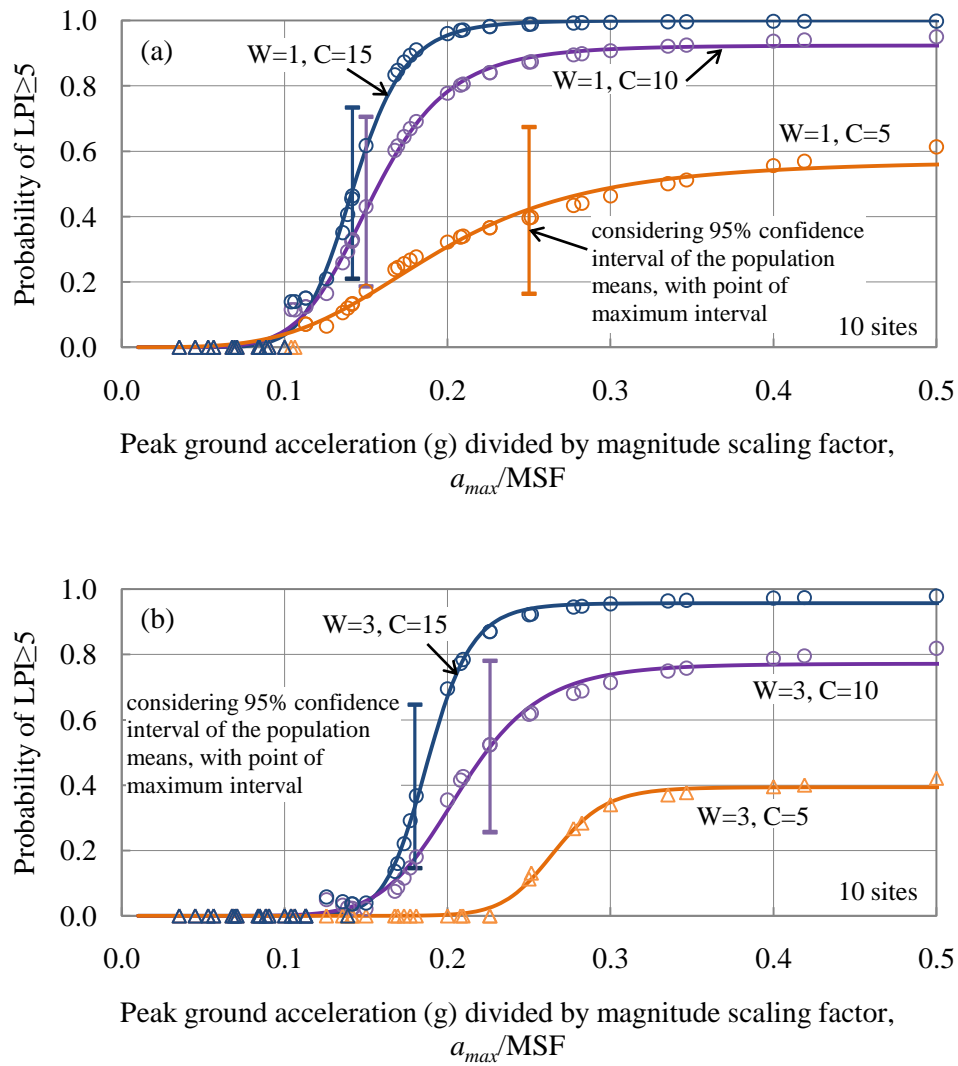 (a)
W=1, C=15
W=1, C=10
W=1, C=5
considering 95% confidence
interval of the population
means, with point of
maximum interval
10 sites
Probability of LPI≥5
1.0
0.8
0.6
0.4
0.2
0.0
0.0 0.1 0.2 0.3 0.4 0.5
Peak ground acceleration (g) divided by magnitude scaling factor,
a_max/MSF
(b)
W=3, C=15
considering 95% confidence
interval of the population
means, with point of
maximum interval
W=3, C=10
W=3, C=5
10 sites
Probability of LPI≥5
1.0
0.8
0.6
0.4
0.2
0.0
0.0 0.1 0.2 0.3 0.4 0.5
Peak ground acceleration (g) divided by magnitude scaling factor,
a_max/MSF